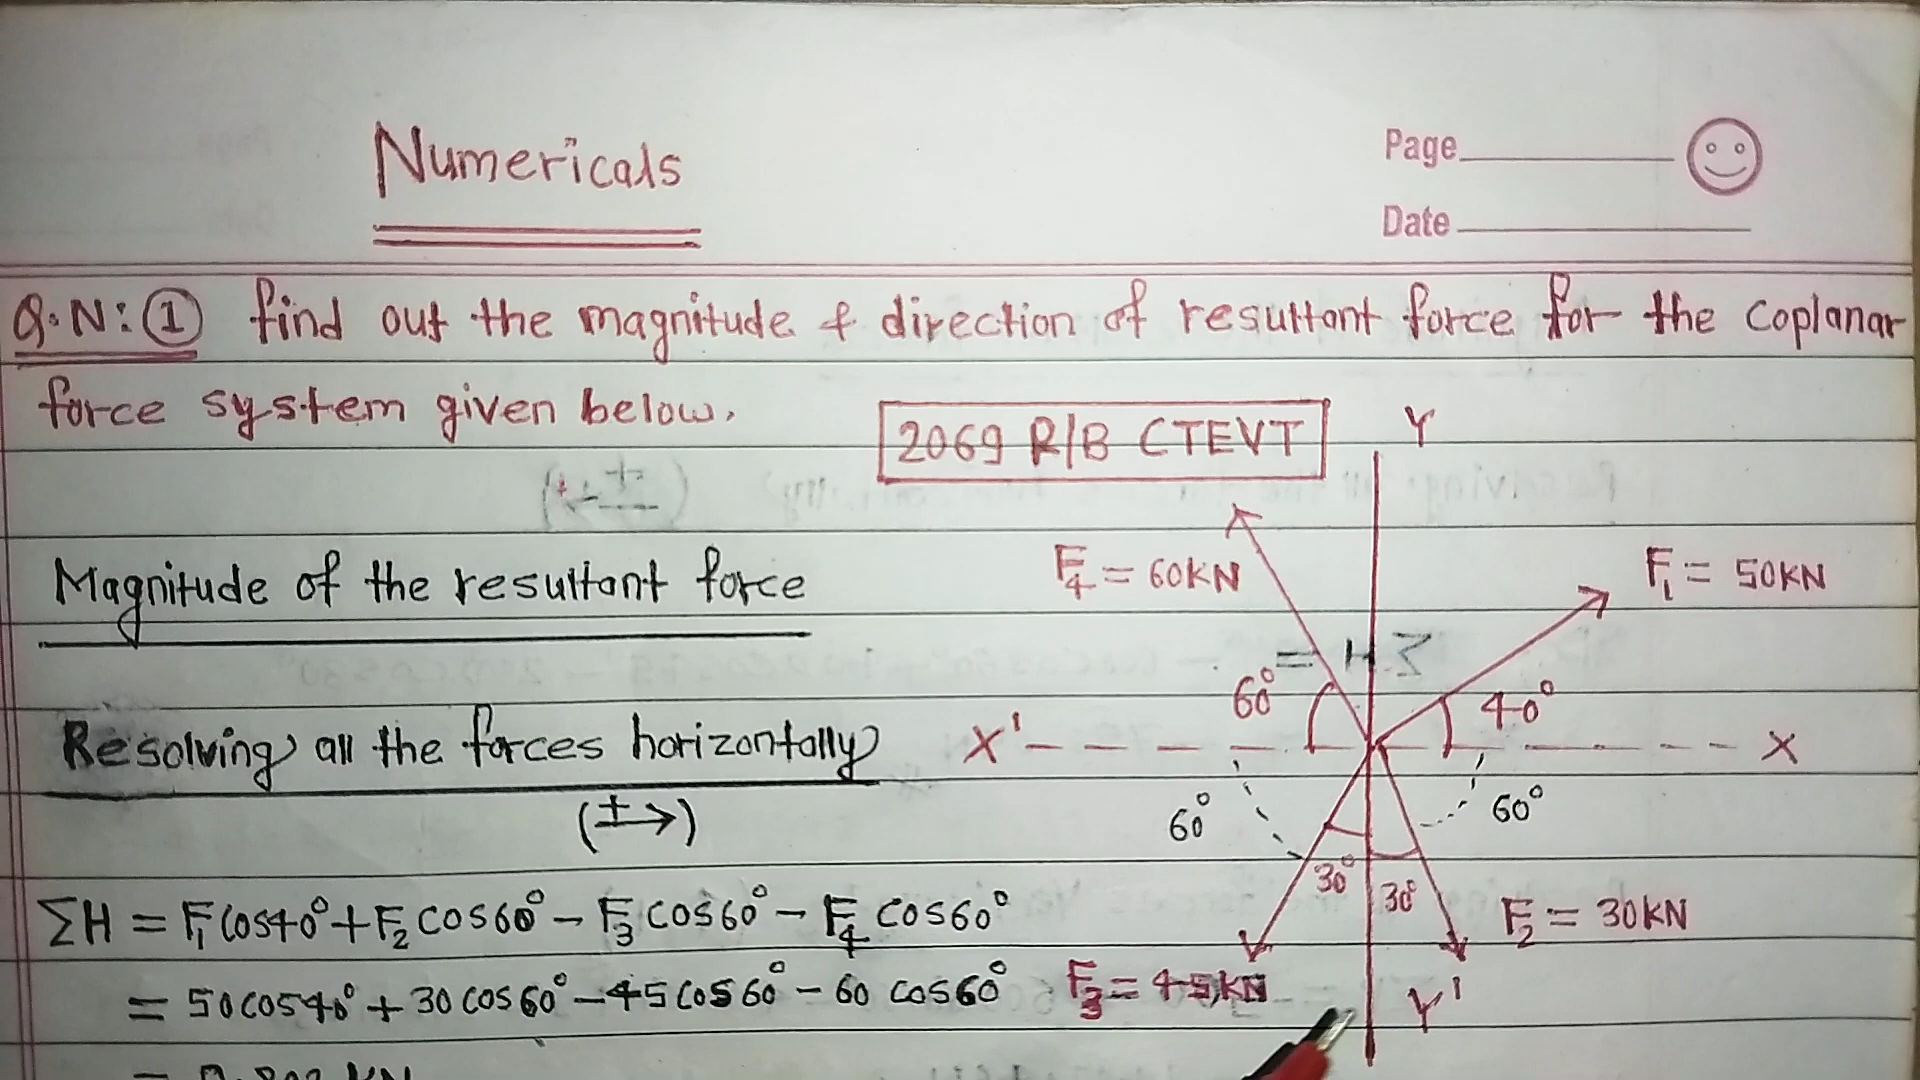 Numericals
Page
Date
Q.N:① find out the magnitude & direction of resultant force for the coplanar
force system given below.
2069 R/B CTEVT
Y
Magnitude of the resultant force
F4 = 60KN
F1 = 50KN
ΣH =
60°
40°
Resolving all the forces horizontally
X'
X
(+→)
60°
60°
30°
30°
ΣH = F1 cos40° + F2 cos60° - F3 cos60° - F4 cos60°
F2 = 30KN
= 50cos40° + 30 cos60° - 45 cos60° - 60 cos60°
F3 = 45KN
Y'